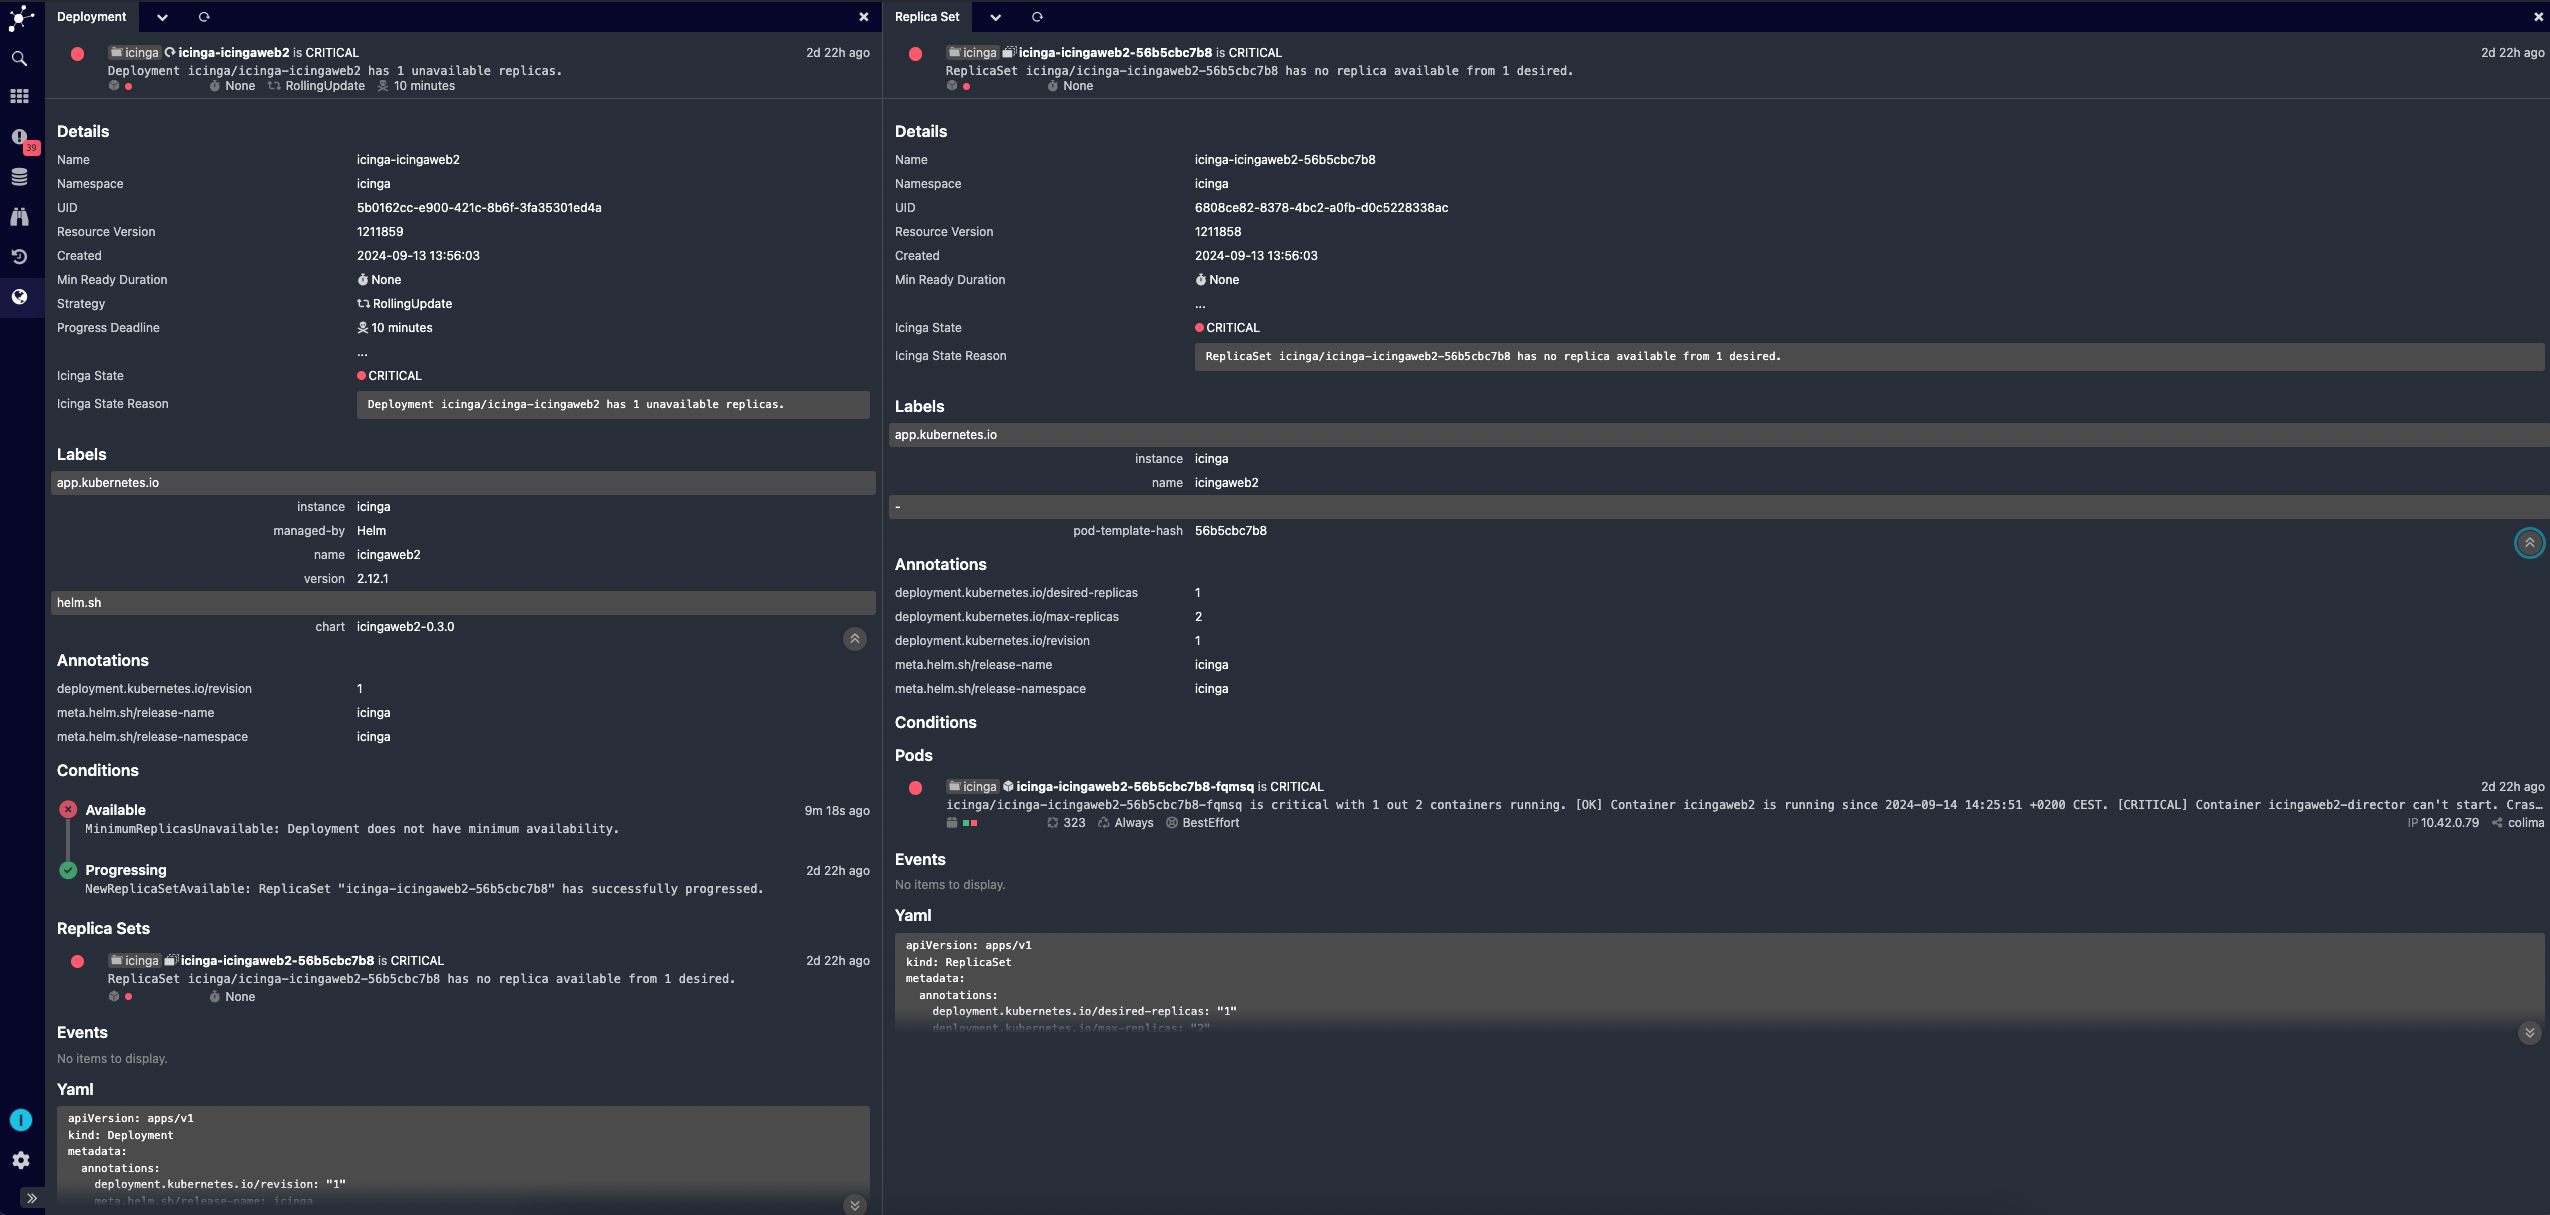 Deployment
icinga icinga-icingaweb2 is CRITICAL
2d 22h ago
Deployment icinga/icinga-icingaweb2 has 1 unavailable replicas.
None RollingUpdate 10 minutes
39
Details
Name icinga-icingaweb2
Namespace icinga
UID 5b0162cc-e900-421c-8b6f-3fa35301ed4a
Resource Version 1211859
Created 2024-09-13 13:56:03
Min Ready Duration None
Strategy RollingUpdate
Progress Deadline 10 minutes
...
Icinga State CRITICAL
Icinga State Reason Deployment icinga/icinga-icingaweb2 has 1 unavailable replicas.
Labels
app.kubernetes.io
instance icinga
managed-by Helm
name icingaweb2
version 2.12.1
helm.sh
chart icingaweb2-0.3.0
Annotations
deployment.kubernetes.io/revision 1
meta.helm.sh/release-name icinga
meta.helm.sh/release-namespace icinga
Conditions
Available 9m 18s ago
MinimumReplicasUnavailable: Deployment does not have minimum availability.
Progressing 2d 22h ago
NewReplicaSetAvailable: ReplicaSet "icinga-icingaweb2-56b5cbc7b8" has successfully progressed.
Replica Sets
icinga icinga-icingaweb2-56b5cbc7b8 is CRITICAL 2d 22h ago
ReplicaSet icinga/icinga-icingaweb2-56b5cbc7b8 has no replica available from 1 desired.
None
Events
No items to display.
Yaml
apiVersion: apps/v1
kind: Deployment
metadata:
annotations:
deployment.kubernetes.io/revision: "1"
meta.helm.sh/release-name: icinga
I
Replica Set
icinga icinga-icingaweb2-56b5cbc7b8 is CRITICAL 2d 22h ago
ReplicaSet icinga/icinga-icingaweb2-56b5cbc7b8 has no replica available from 1 desired.
None
Details
Name icinga-icingaweb2-56b5cbc7b8
Namespace icinga
UID 6808ce82-8378-4bc2-a0fb-d0c5228338ac
Resource Version 1211858
Created 2024-09-13 13:56:03
Min Ready Duration None
...
Icinga State CRITICAL
Icinga State Reason ReplicaSet icinga/icinga-icingaweb2-56b5cbc7b8 has no replica available from 1 desired.
Labels
app.kubernetes.io
instance icinga
name icingaweb2
-
pod-template-hash 56b5cbc7b8
Annotations
deployment.kubernetes.io/desired-replicas 1
deployment.kubernetes.io/max-replicas 2
deployment.kubernetes.io/revision 1
meta.helm.sh/release-name icinga
meta.helm.sh/release-namespace icinga
Conditions
Pods
icinga icinga-icingaweb2-56b5cbc7b8-fqmsq is CRITICAL 2d 22h ago
icinga/icinga-icingaweb2-56b5cbc7b8-fqmsq is critical with 1 out 2 containers running. [OK] Container icingaweb2 is running since 2024-09-14 14:25:51 +0200 CEST. [CRITICAL] Container icingaweb2-director can't start. Cras…
323 Always BestEffort IP 10.42.0.79 colima
Events
No items to display.
Yaml
apiVersion: apps/v1
kind: ReplicaSet
metadata:
annotations:
deployment.kubernetes.io/desired-replicas: "1"
deployment.kubernetes.io/max-replicas: "2"